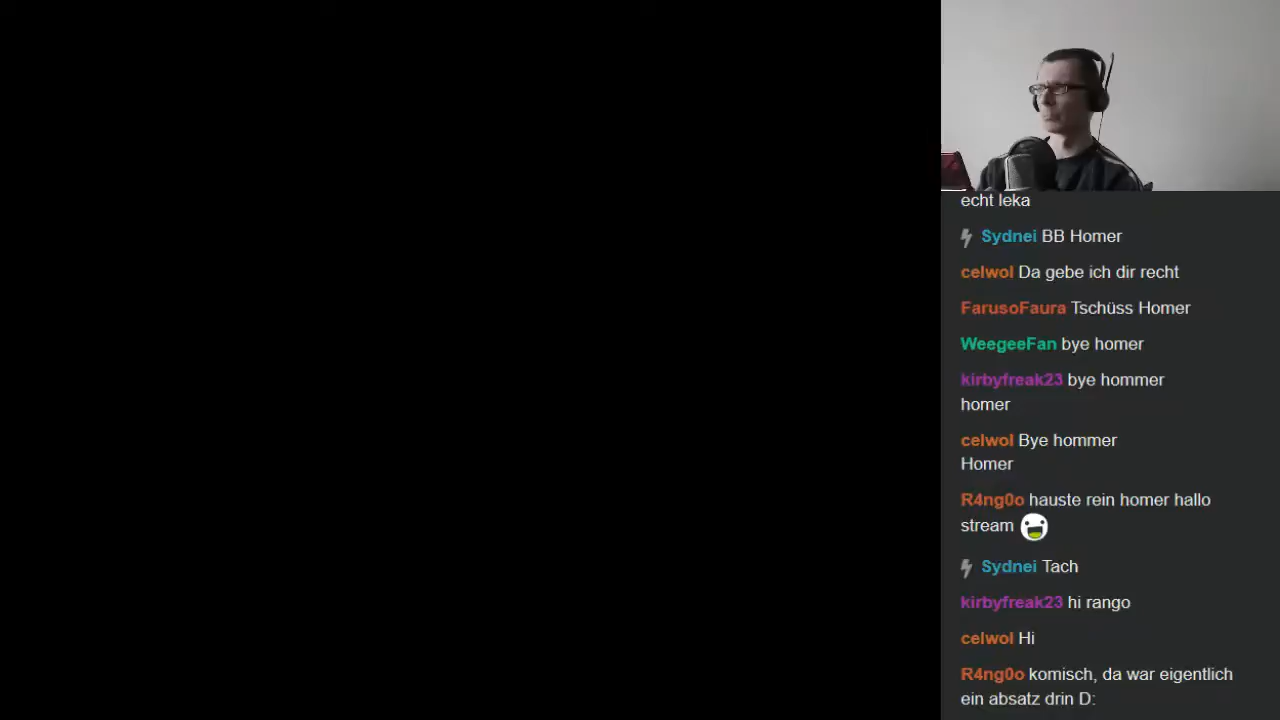 echt leka
Sydnei BB Homer
celwol Da gebe ich dir recht
FarusoFaura Tschüss Homer
WeegeeFan bye homer
kirbyfreak23 bye hommer
homer
celwol Bye hommer
Homer
R4ng0o hauste rein homer hallo
stream
Sydnei Tach
kirbyfreak23 hi rango
celwol Hi
R4ng0o komisch, da war eigentlich
ein absatz drin D: